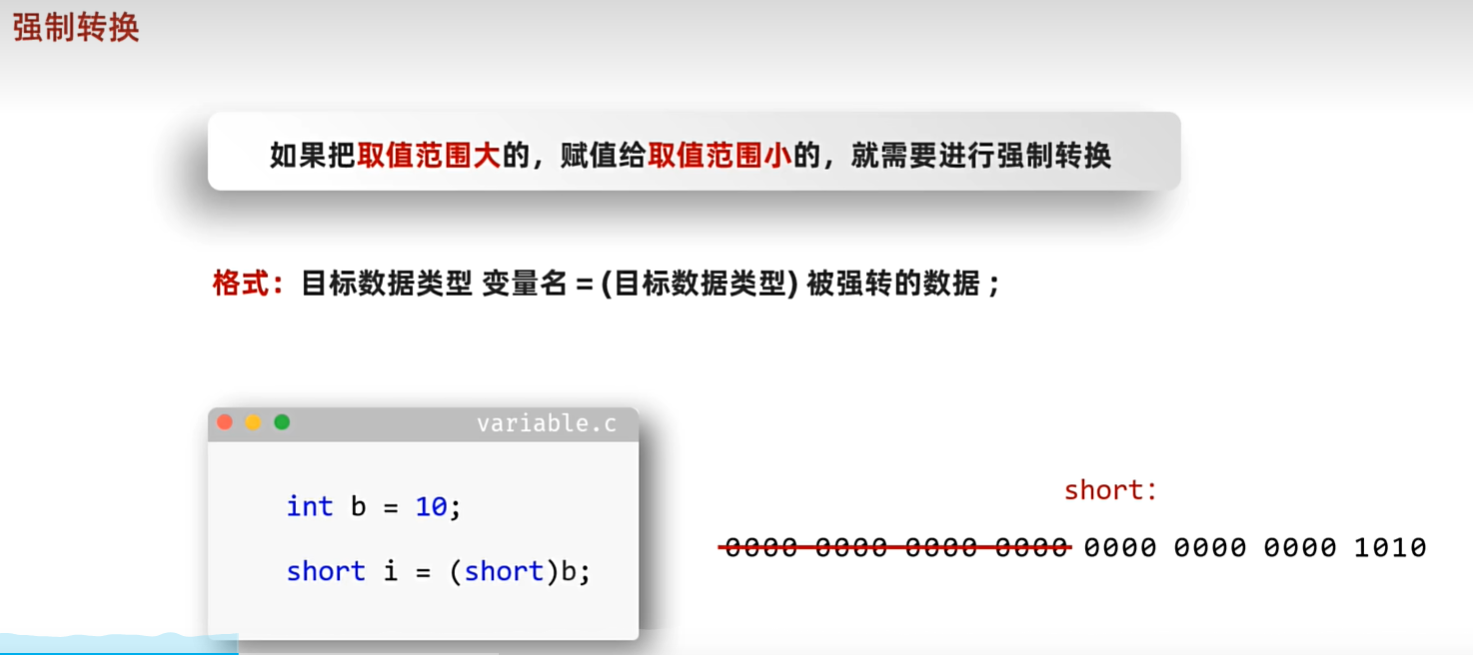 强制转换
如果把取值范围大的，赋值给取值范围小的，就需要进行强制转换
格式：目标数据类型 变量名 = (目标数据类型) 被强转的数据 ;
variable.c
int b = 10;
short i = (short)b;
short:
0000 0000 0000 0000 0000 0000 0000 1010